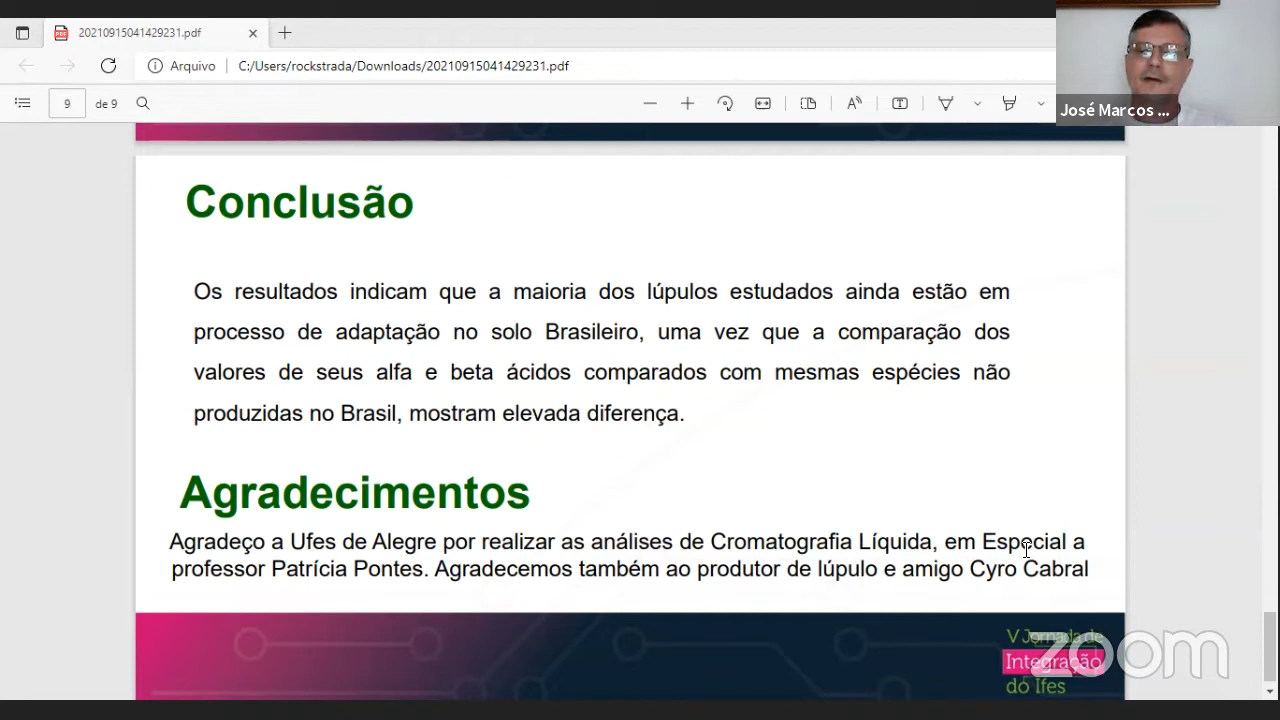 20210915041429231.pdf
Arquivo
C:/Users/rockstrada/Downloads/20210915041429231.pdf
9 de 9
José Marcos ...
Conclusão
Os resultados indicam que a maioria dos lúpulos estudados ainda estão em
processo de adaptação no solo Brasileiro, uma vez que a comparação dos
valores de seus alfa e beta ácidos comparados com mesmas espécies não
produzidas no Brasil, mostram elevada diferença.
Agradecimentos
Agradeço a Ufes de Alegre por realizar as análises de Cromatografia Líquida, em Especial a
professor Patrícia Pontes. Agradecemos também ao produtor de lúpulo e amigo Cyro Cabral
V Jornada de
Integração
do Ifes
zoom